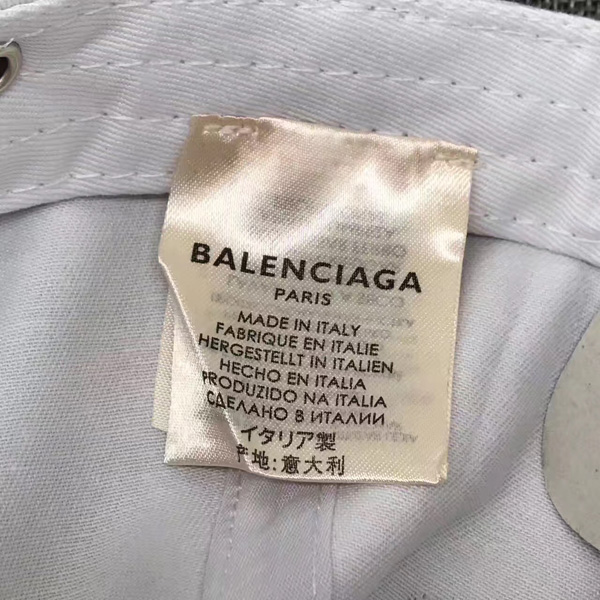 BALENCIAGA
PARIS
MADE IN ITALY
FABRIQUE EN ITALIE
HERGESTELLT IN ITALIEN
HECHO EN ITALIA
PRODUZIDO NA ITALIA
СДЕЛАНО В ИТАЛИИ
イタリア製
产地:意大利